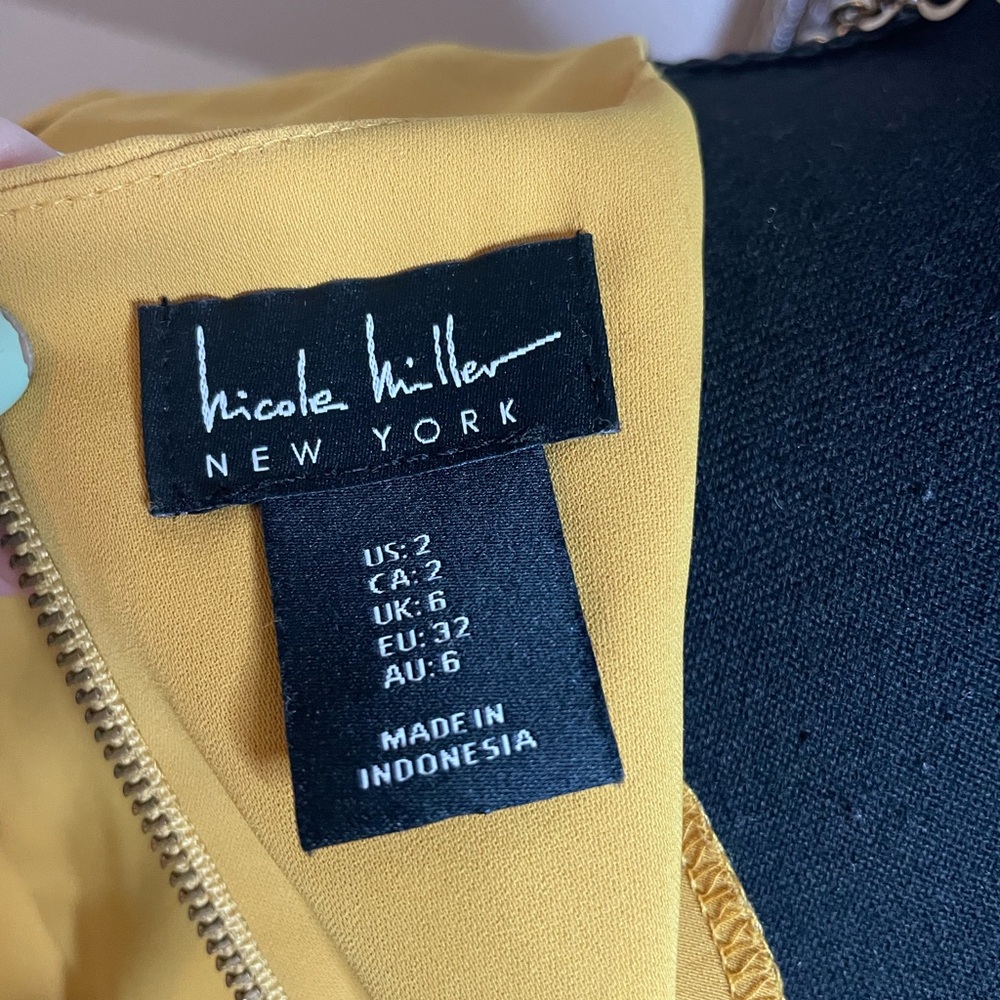 Nicole Miller
NEW YORK
US: 2
CA: 2
UK: 6
EU: 32
AU: 6
MADE IN
INDONESIA